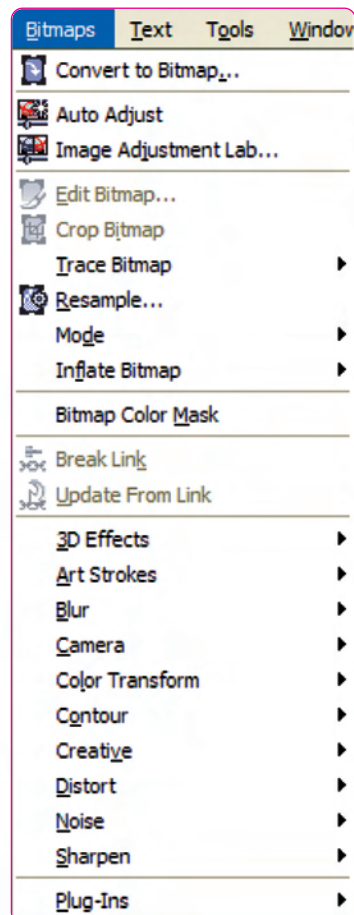 Bitmaps Text Tools Window
Convert to Bitmap...
Auto Adjust
Image Adjustment Lab...
Edit Bitmap...
Crop Bitmap
Trace Bitmap
Resample...
Mode
Inflate Bitmap
Bitmap Color Mask
Break Link
Update From Link
3D Effects
Art Strokes
Blur
Camera
Color Transform
Contour
Creative
Distort
Noise
Sharpen
Plug-Ins